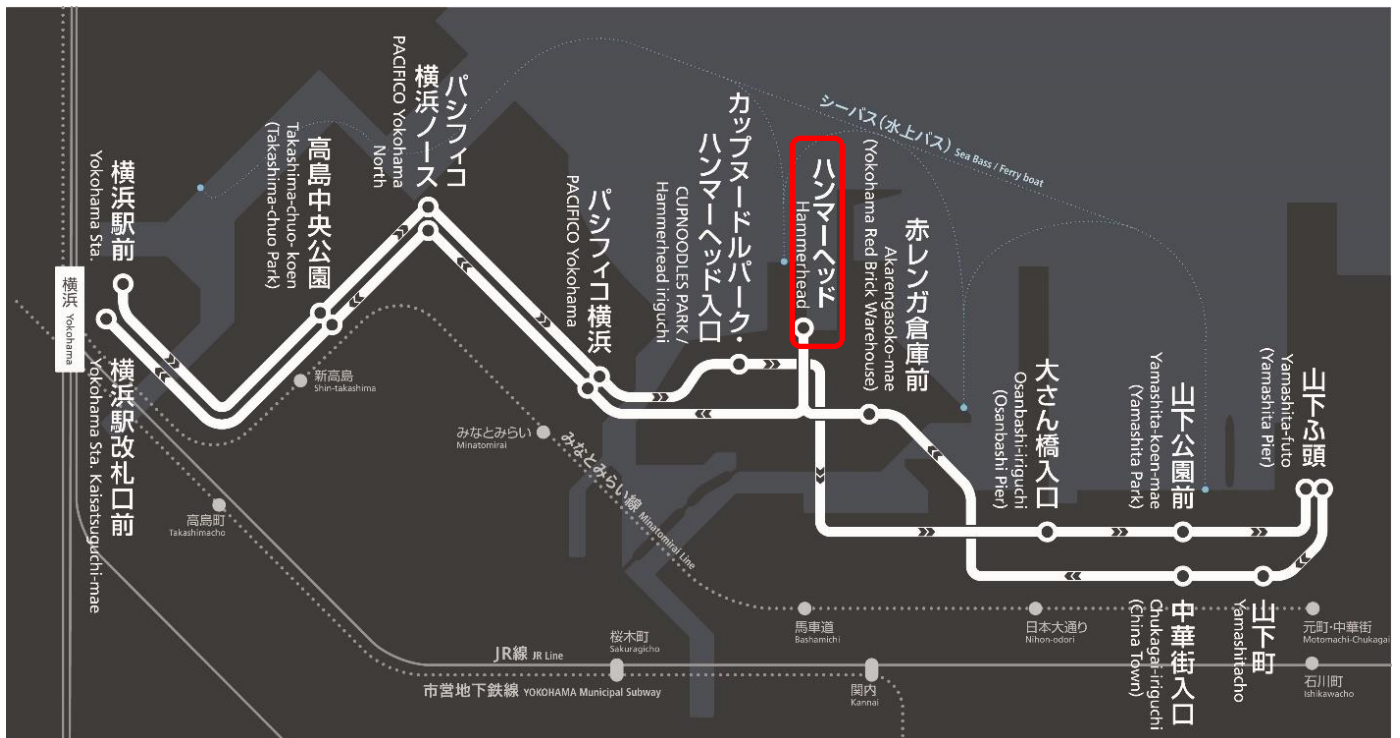 横浜
Yokohama
横浜駅前
Yokohama Sta.
横浜駅改札口前
Yokohama Sta. Kaisatsuguchi-mae
高島中央公園
Takashima-chuo- koen
(Takashima-chuo Park)
パシフィコ
横浜ノース
PACIFICO Yokohama
North
パシフィコ横浜
PACIFICO Yokohama
カップヌードルパーク・
ハンマーヘッド入口
CUPNOODLES PARK /
Hammerhead iriguchi
ハンマーヘッド
Hammerhead
赤レンガ倉庫前
Akarengasoko-mae
(Yokohama Red Brick Warehouse)
大さん橋入口
Osanbashi-iriguchi
(Osanbashi Pier)
山下公園前
Yamashita-koen-mae
(Yamashita Park)
山下ふ頭
Yamashita-futo
(Yamashita Pier)
山下町
Yamashitacho
中華街入口
Chukagai-iriguchi
(China Town)
シーバス(水上バス) Sea Bass / Ferry boat
新高島
Shin-takashima
みなとみらい
Minatomirai
みなとみらい線 Minatomirai Line
高島町
Takashimacho
桜木町
Sakuragicho
馬車道
Bashamichi
日本大通り
Nihon-odori
元町・中華街
Motomachi-Chukagai
JR線 JR Line
市営地下鉄線 YOKOHAMA Municipal Subway
関内
Kannai
石川町
Ishikawacho